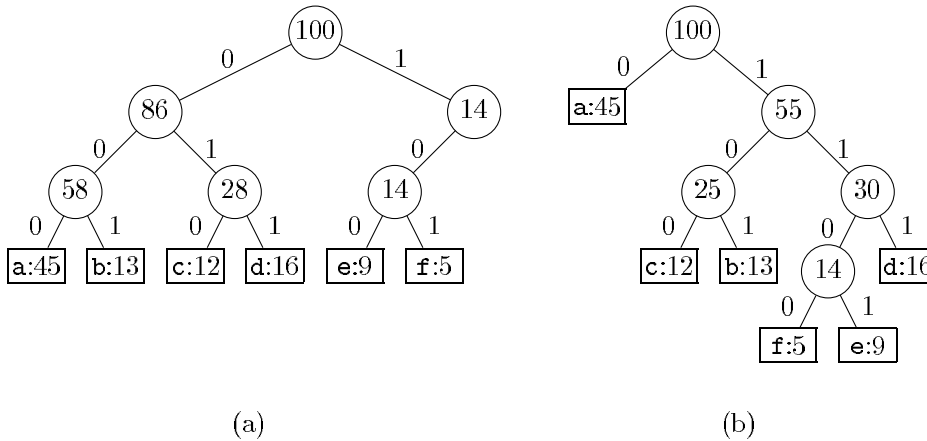 100
0 1
86 14
0 1 0
58 28 14
0 1 0 1 0 1
a:45 b:13 c:12 d:16 e:9 f:5
(a)
100
0 1
a:45 55
0 1
25 30
0 1 0 1
c:12 b:13 14 d:16
0 1
f:5 e:9
(b)